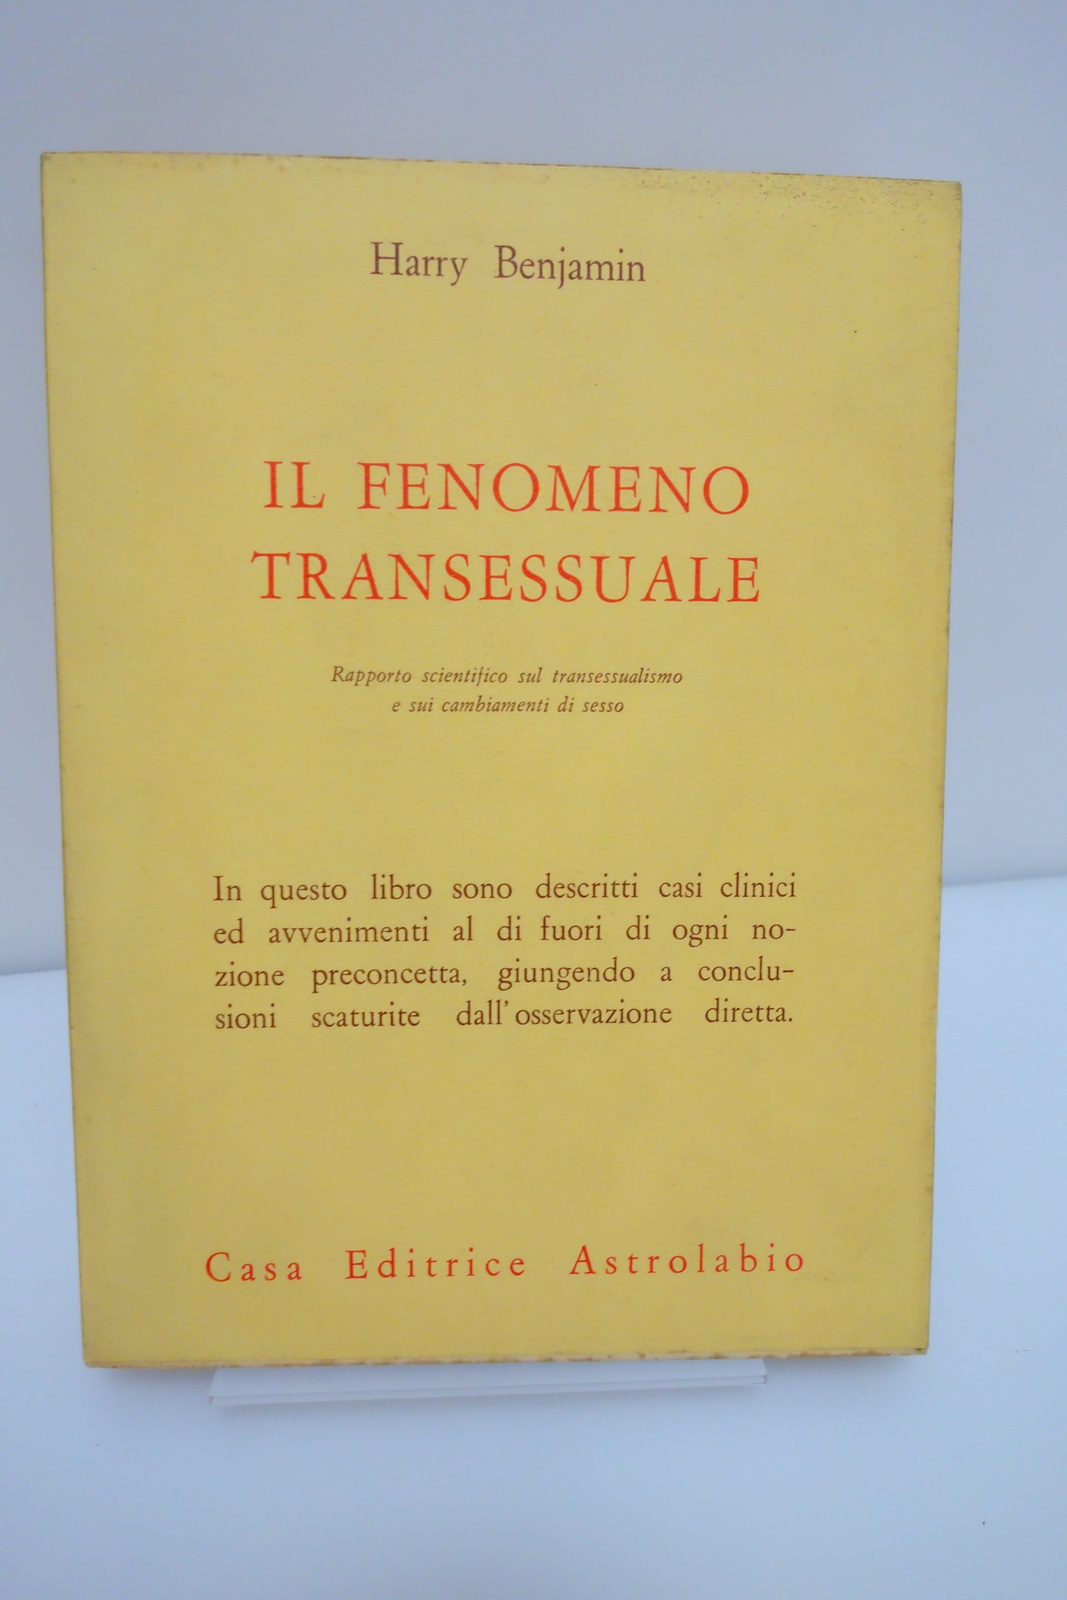 Harry Benjamin
IL FENOMENO
TRANSESSUALE
Rapporto scientifico sul transessualismo
e sui cambiamenti di sesso
In questo libro sono descritti casi clinici
ed avvenimenti al di fuori di ogni no-
zione preconcetta, giungendo a conclu-
sioni scaturite dall'osservazione diretta.
Casa Editrice Astrolabio